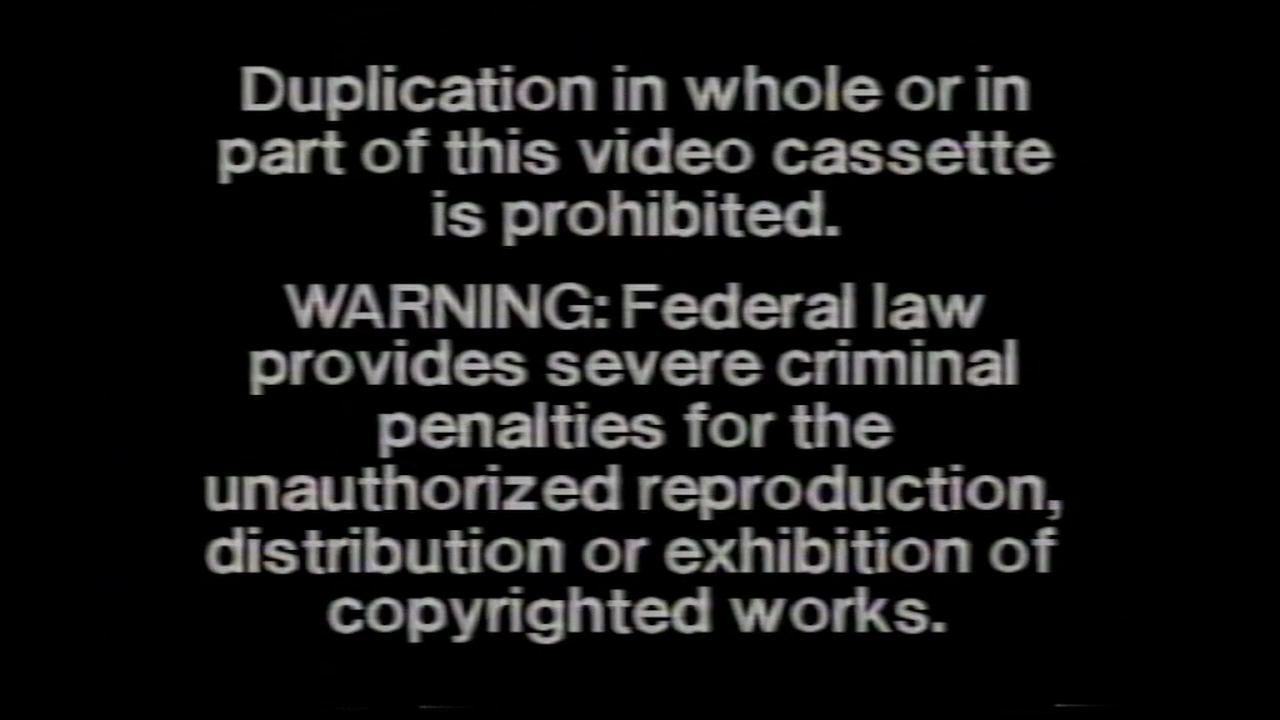 Duplication in whole or in
part of this video cassette
is prohibited.
WARNING: Federal law
provides severe criminal
penalties for the
unauthorized reproduction,
distribution or exhibition of
copyrighted works.